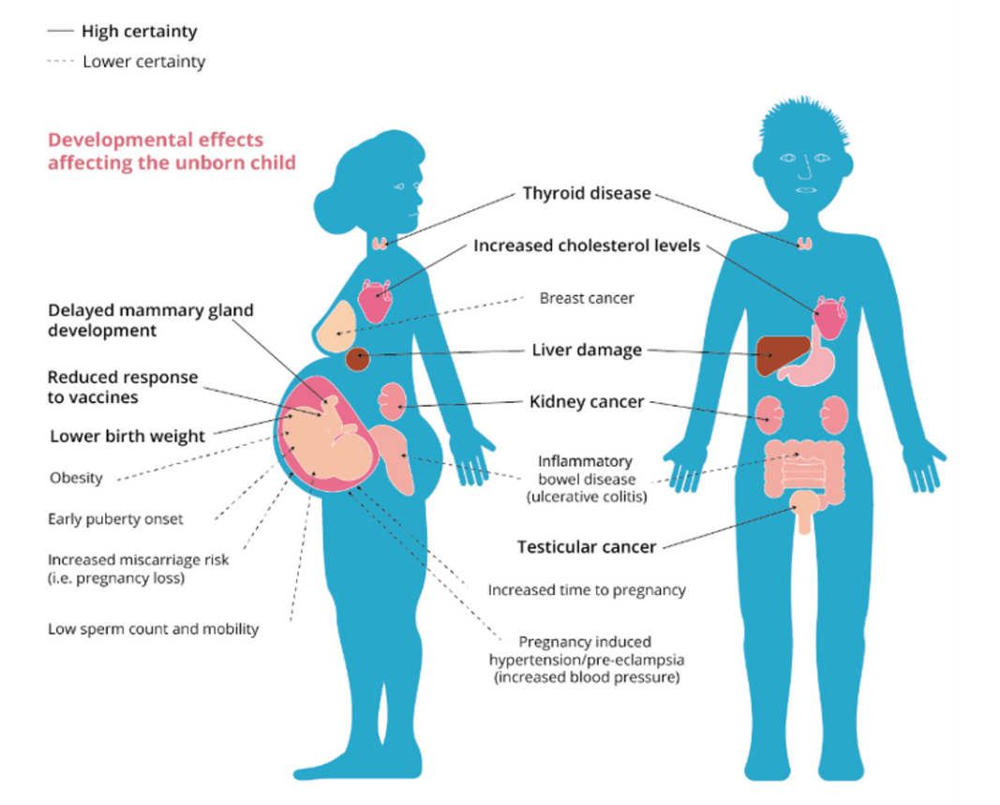 High certainty
Lower certainty
Developmental effects
affecting the unborn child
Thyroid disease
Increased cholesterol levels
Breast cancer
Liver damage
Kidney cancer
Inflammatory
bowel disease
(ulcerative colitis)
Testicular cancer
Increased time to pregnancy
Pregnancy induced
hypertension/pre-eclampsia
(increased blood pressure)
Delayed mammary gland
development
Reduced response
to vaccines
Lower birth weight
Obesity
Early puberty onset
Increased miscarriage risk
(i.e. pregnancy loss)
Low sperm count and mobility